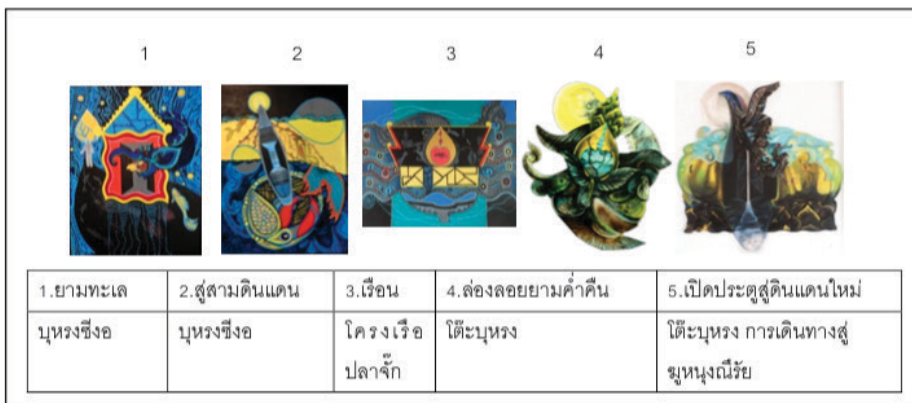 1 2 3 4 5
1.ยามทะเล 2.สู่สามดินแดน 3.เรือน 4.ล่องลอยยามค่ำคืน 5.เปิดประตูสู่ดินแดนใหม่
บุหรงซีงอ บุหรงซีงอ โครงเรือ โต๊ะบุหรง โต๊ะบุหรง การเดินทางสู่
ปลาจั๊ก ฆูหนุงณีรัย